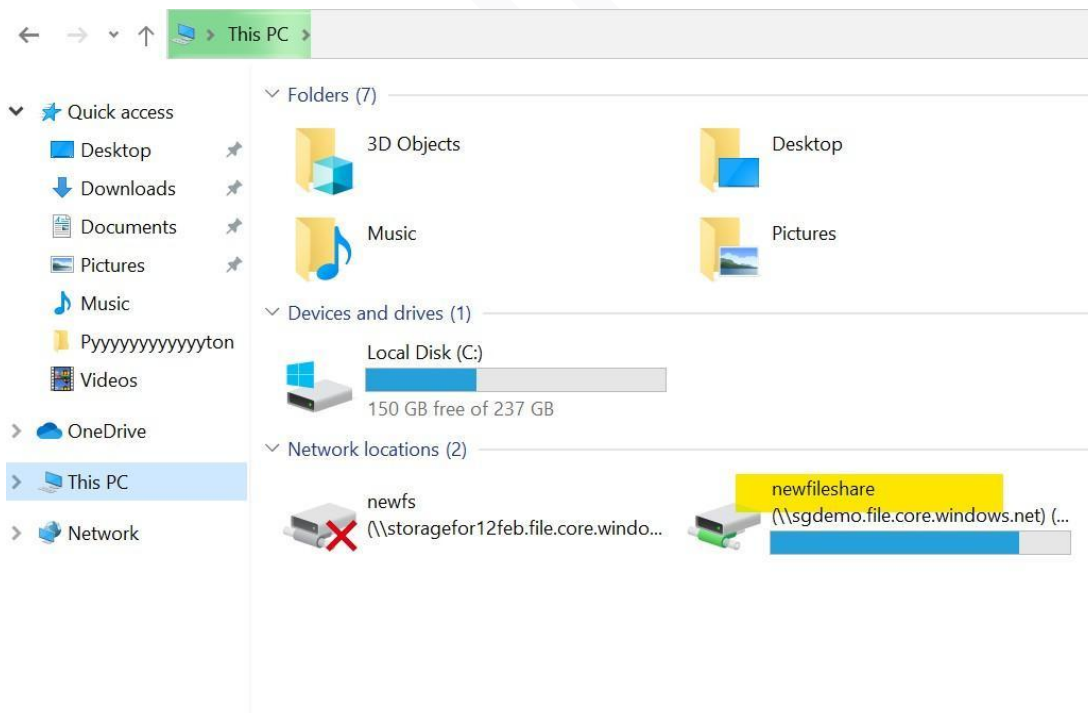 This PC
Quick access
Desktop
Downloads
Documents
Pictures
Music
Pyyyyyyyyyyyyton
Videos
OneDrive
This PC
Network
Folders (7)
3D Objects
Desktop
Music
Pictures
Devices and drives (1)
Local Disk (C:)
150 GB free of 237 GB
Network locations (2)
newfs
(\\storagefor12feb.file.core.windo...
newfileshare
(\\sgdemo.file.core.windows.net) (...